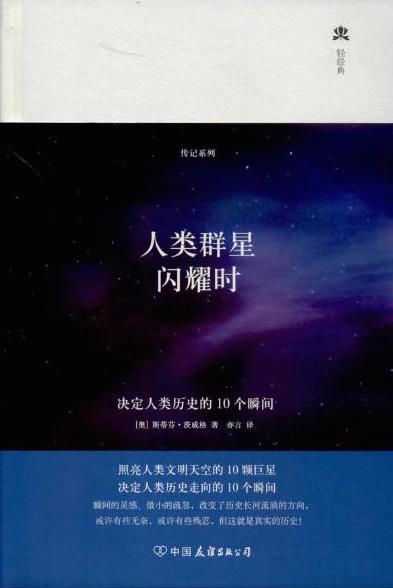 轻经典
传记系列
人类群星
闪耀时
决定人类历史的10个瞬间
[奥] 斯蒂芬·茨威格 著 亦言 译
照亮人类文明天空的10颗巨星
决定人类历史走向的10个瞬间
瞬间的灵感、微小的疏忽，改变了历史长河流淌的方向，
或许有些无奈，或许有些残忍，但这就是真实的历史！
中国友谊出版公司